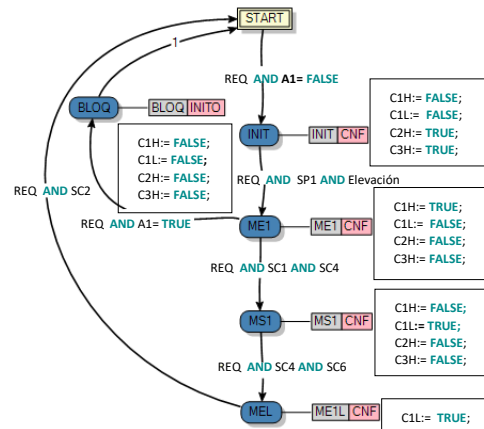 START
1
REQ AND A1= FALSE
BLOQ
BLOQ INITO
C1H:= FALSE;
C1L:= FALSE;
C2H:= TRUE;
C3H:= TRUE;
INIT
INIT CNF
C1H:= FALSE;
C1L:= FALSE;
C2H:= FALSE;
C3H:= FALSE;
REQ AND SP1 AND Elevación
REQ AND SC2
REQ AND A1= TRUE
ME1
ME1 CNF
C1H:= TRUE;
C1L:= FALSE;
C2H:= FALSE;
C3H:= FALSE;
REQ AND SC1 AND SC4
MS1
MS1 CNF
C1H:= FALSE;
C1L:= TRUE;
C2H:= FALSE;
C3H:= FALSE;
REQ AND SC4 AND SC6
MEL
ME1L CNF
C1L:= TRUE;